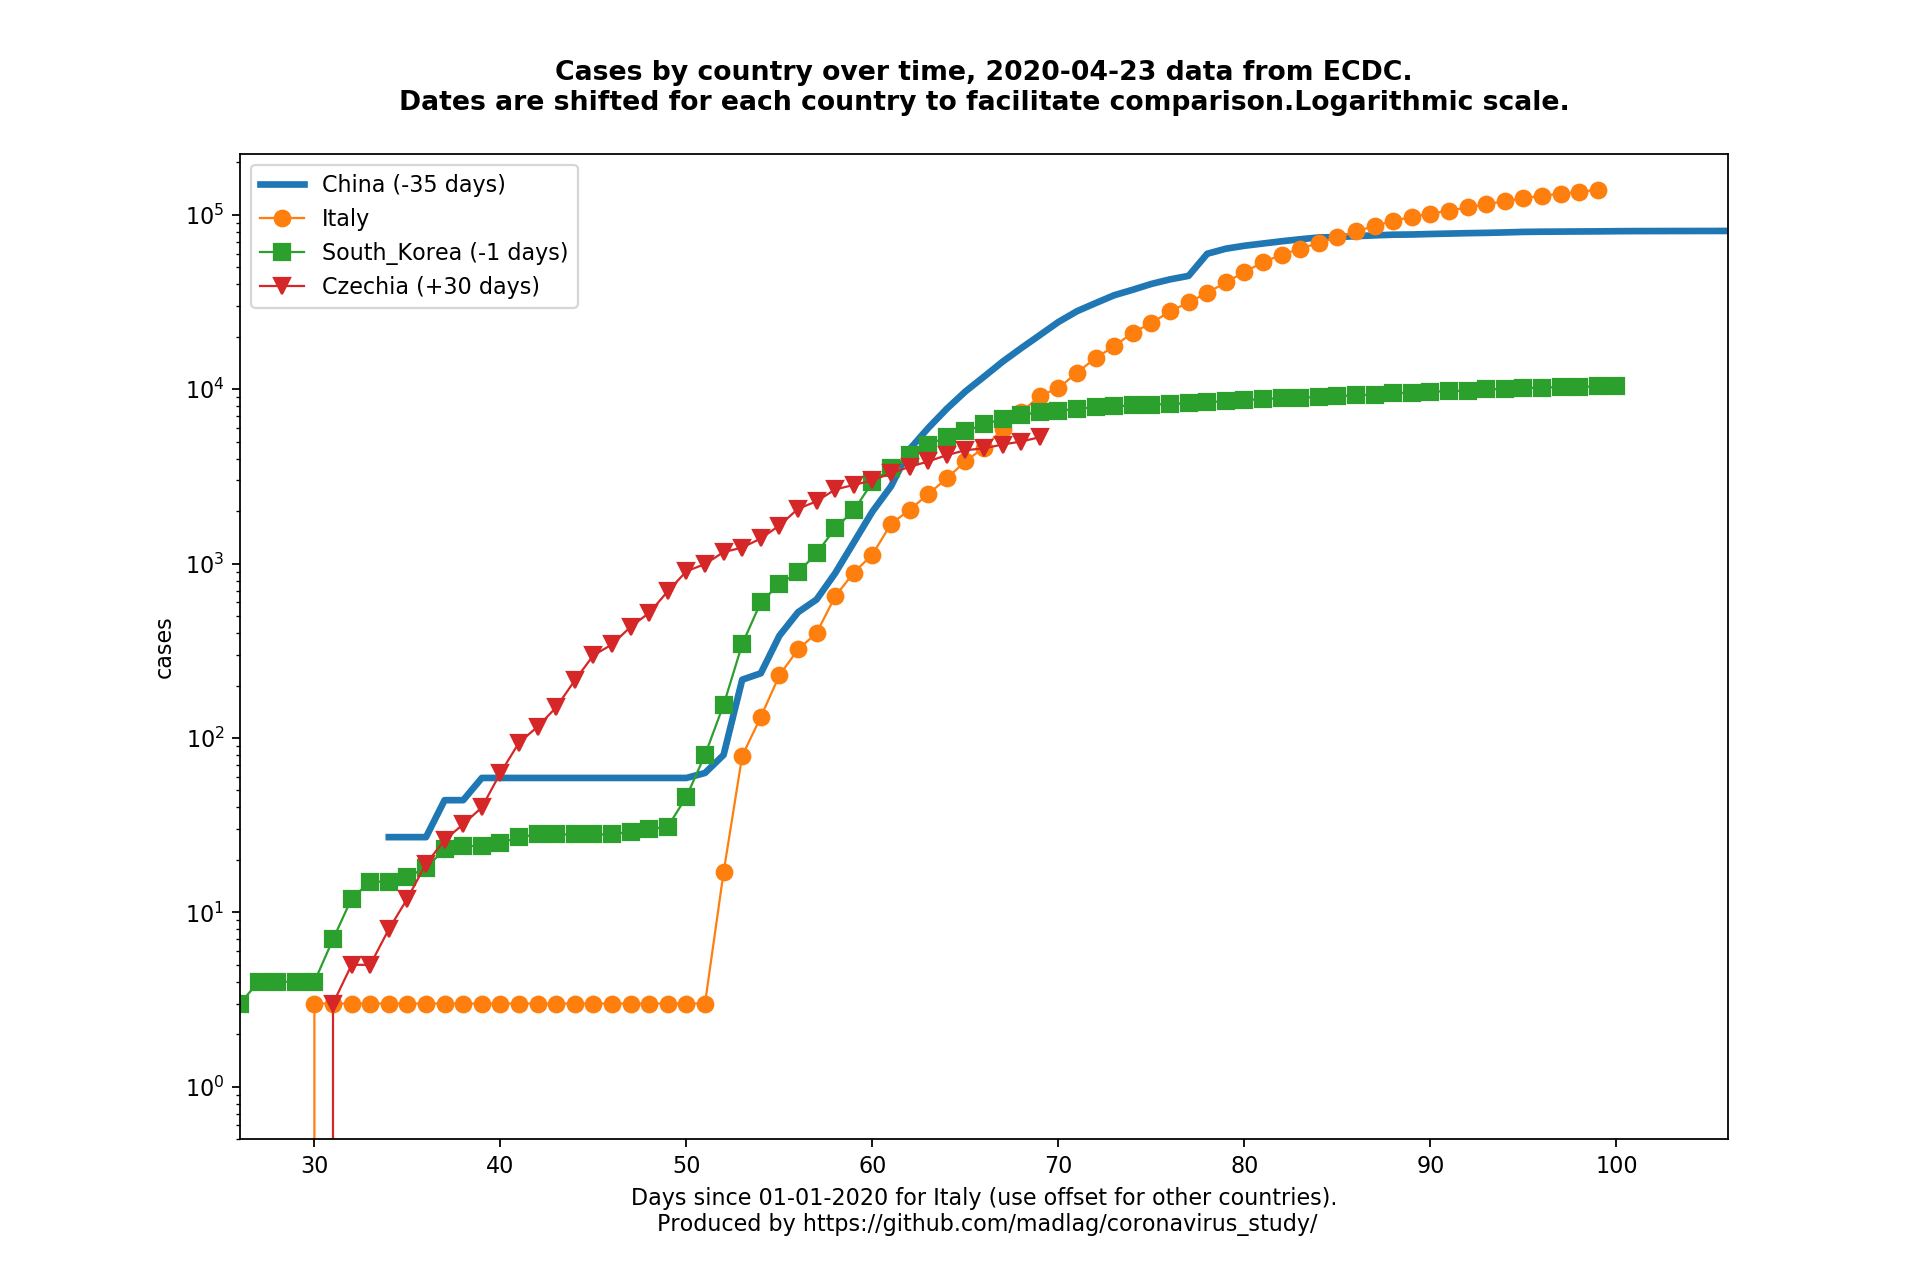 Cases by country over time, 2020-04-23 data from ECDC.
Dates are shifted for each country to facilitate comparison.Logarithmic scale.
China (-35 days)
Italy
South_Korea (-1 days)
Czechia (+30 days)
cases
10⁵
10⁴
10³
10²
10¹
10⁰
30 40 50 60 70 80 90 100
Days since 01-01-2020 for Italy (use offset for other countries).
Produced by https://github.com/madlag/coronavirus_study/